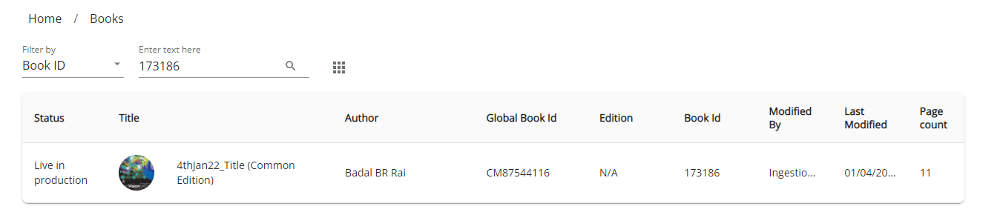 Home / Books
Filter by
Enter text here
Book ID
173186
Status
Title
Author
Global Book Id
Edition
Book Id
Modified
By
Last
Modified
Page
count
Live in
production
4thJan22_Title (Common
Edition)
Badal BR Rai
CM87544116
N/A
173186
Ingestio...
01/04/20...
11